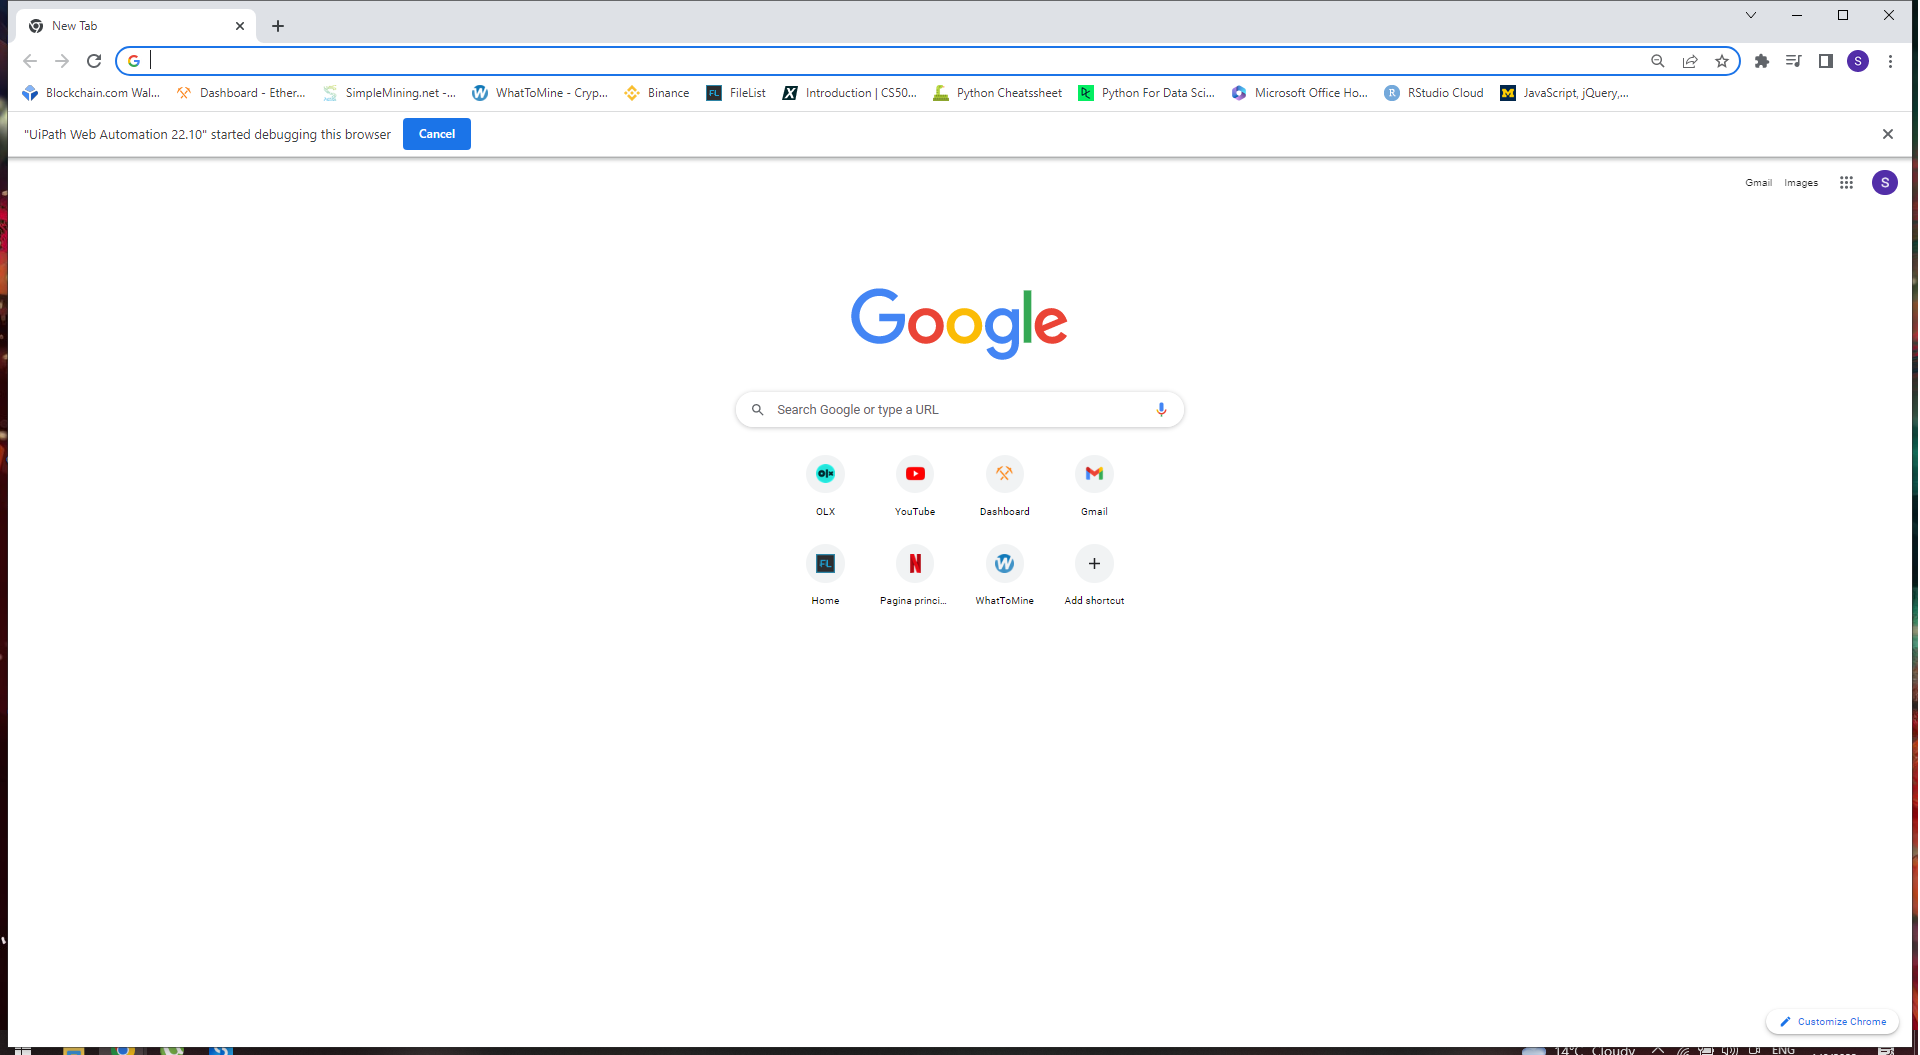 New Tab
S
Blockchain.com Wal...
Dashboard - Ether...
SimpleMining.net -...
WhatToMine - Cryp...
Binance
FileList
Introduction | CS50...
Python Cheatssheet
Python For Data Sci...
Microsoft Office Ho...
RStudio Cloud
JavaScript, jQuery,...
"UiPath Web Automation 22.10" started debugging this browser
Cancel
Gmail
Images
S
Google
Search Google or type a URL
OLX
YouTube
Dashboard
Gmail
Home
Pagina princi...
WhatToMine
Add shortcut
Customize Chrome
14°C Cloudy
ENG